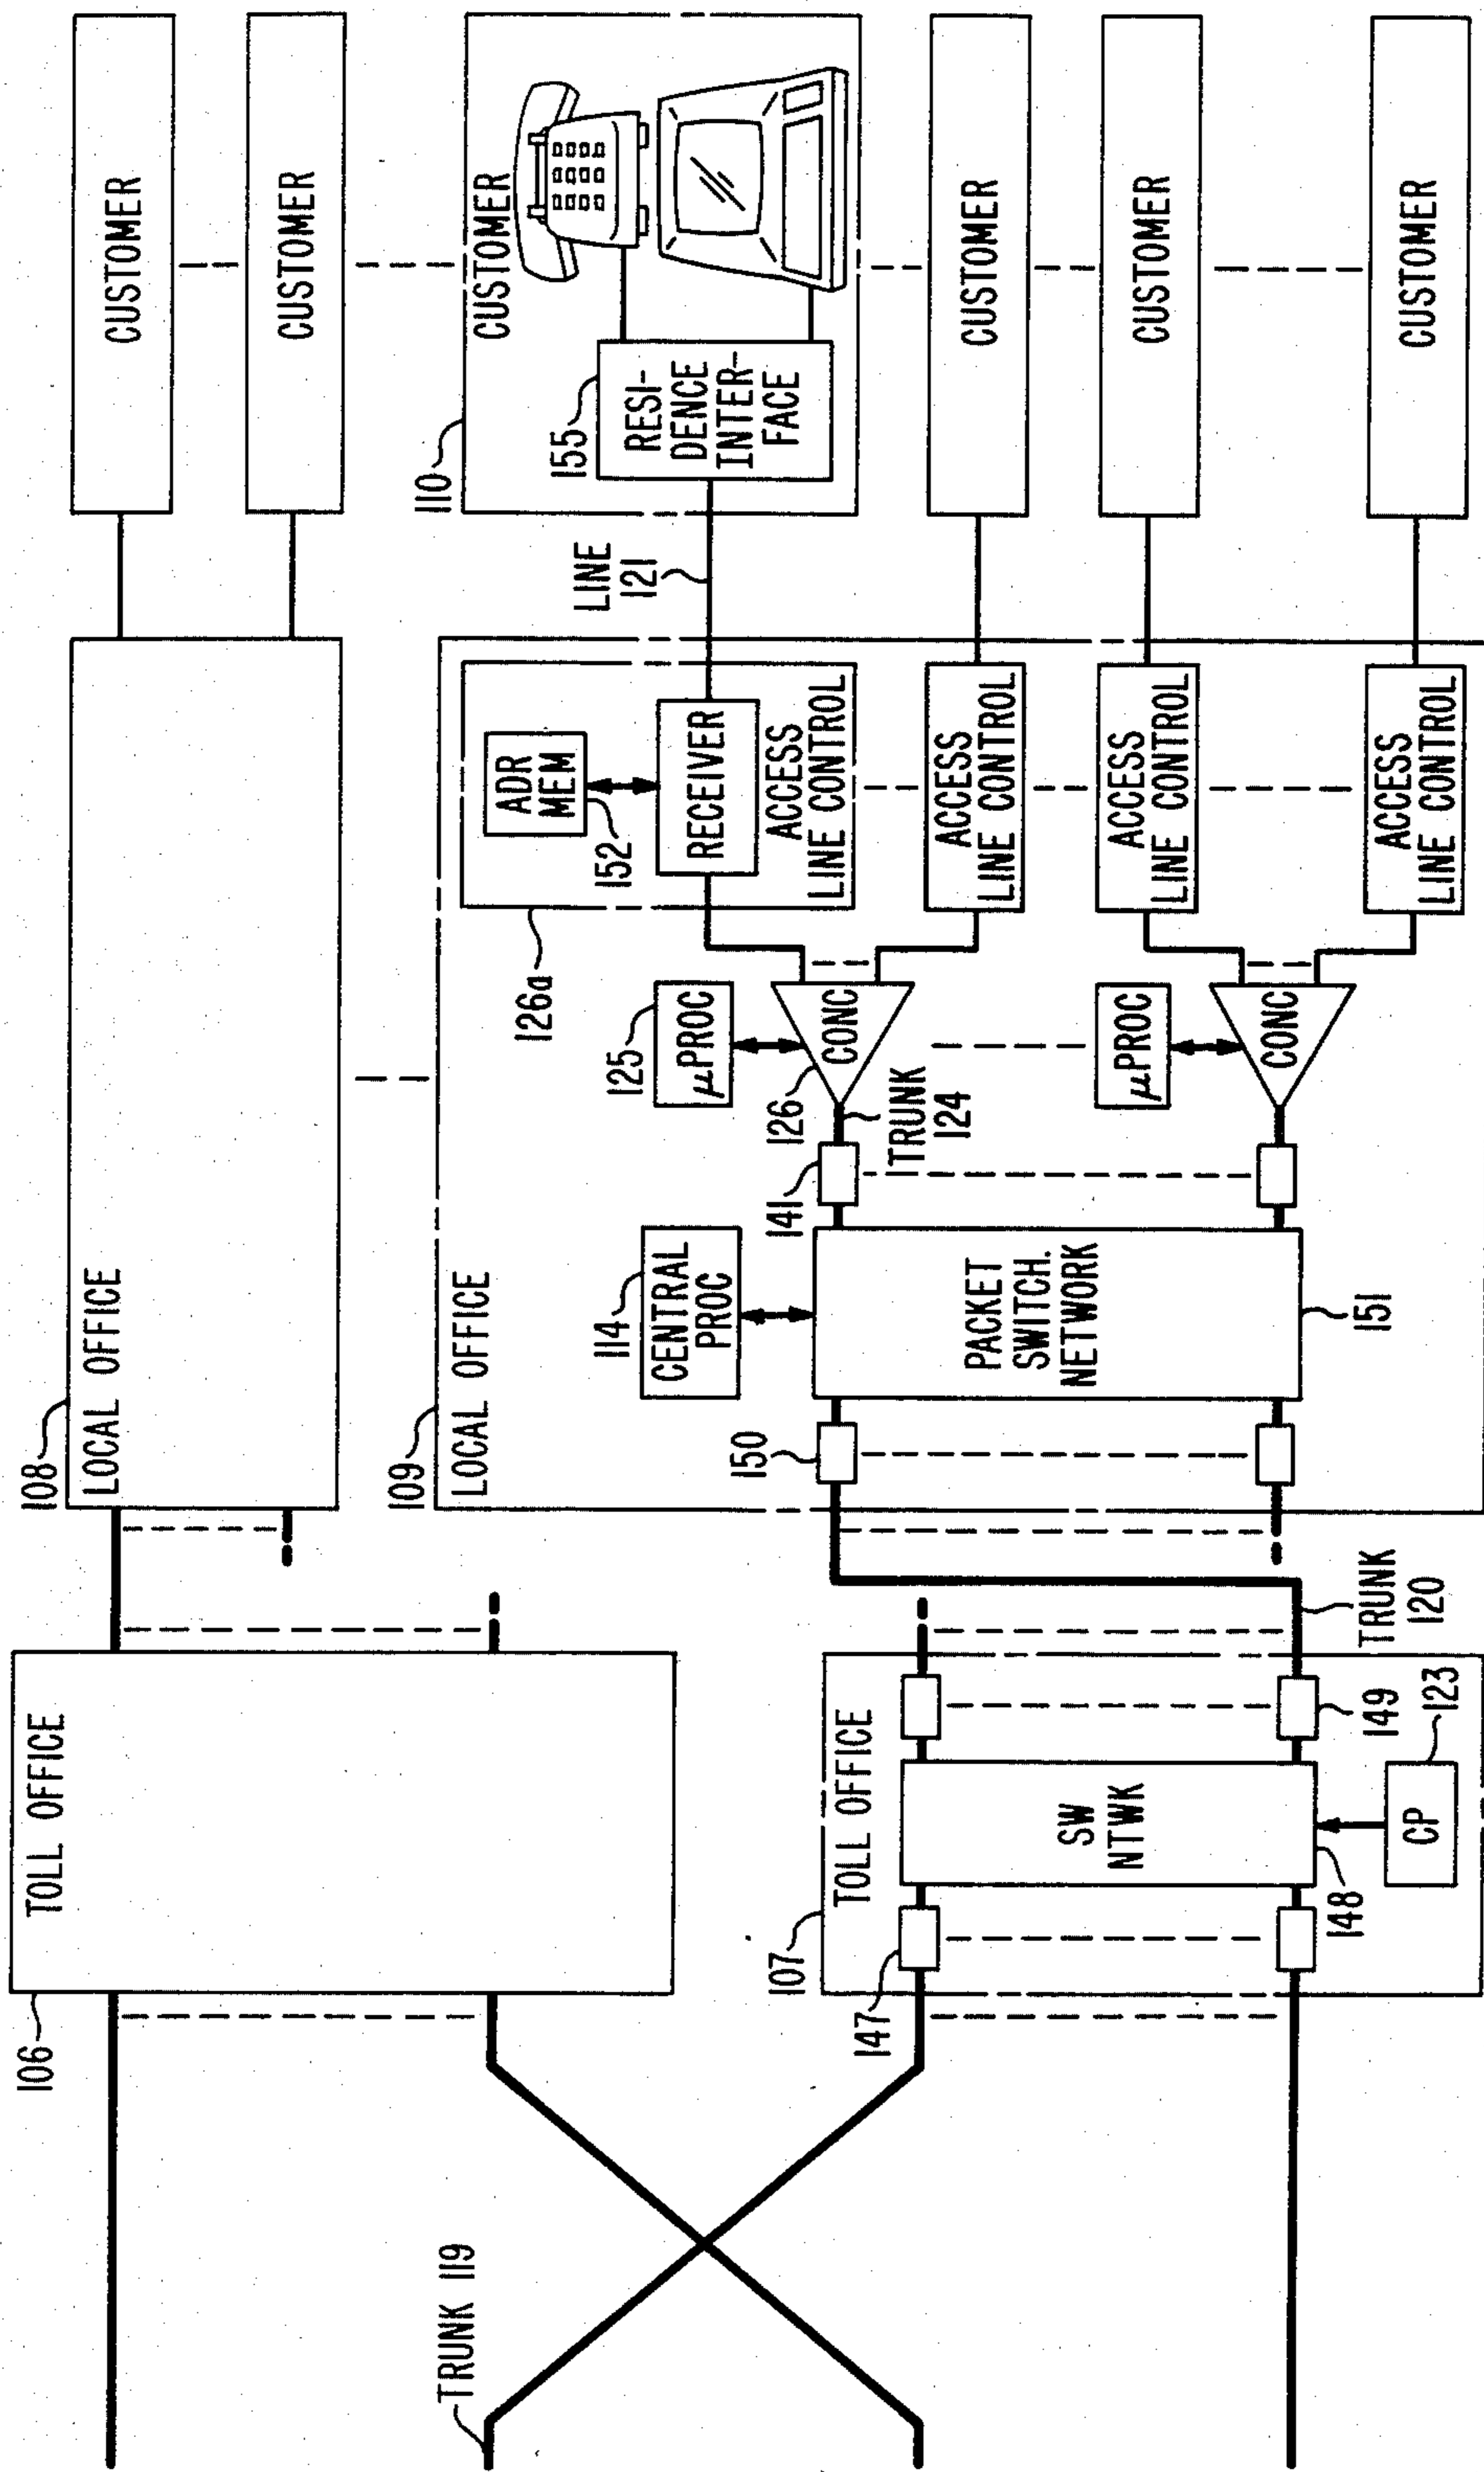 106
TOLL OFFICE
108
LOCAL OFFICE
CUSTOMER
CUSTOMER
TRUNK 119
109
LOCAL OFFICE
110
CUSTOMER
155
RESI-
DENCE
INTER-
FACE
LINE
121
126a
ADR
MEM
152
RECEIVER
ACCESS
LINE CONTROL
125
μPROC
126
CONC
TRUNK
124
141
114
CENTRAL
PROC
PACKET
SWITCH.
NETWORK
151
150
ACCESS
LINE CONTROL
CUSTOMER
ACCESS
LINE CONTROL
CUSTOMER
μPROC
CONC
ACCESS
LINE CONTROL
CUSTOMER
107
TOLL OFFICE
147
SW
NTWK
148
149
TRUNK
120
CP
123